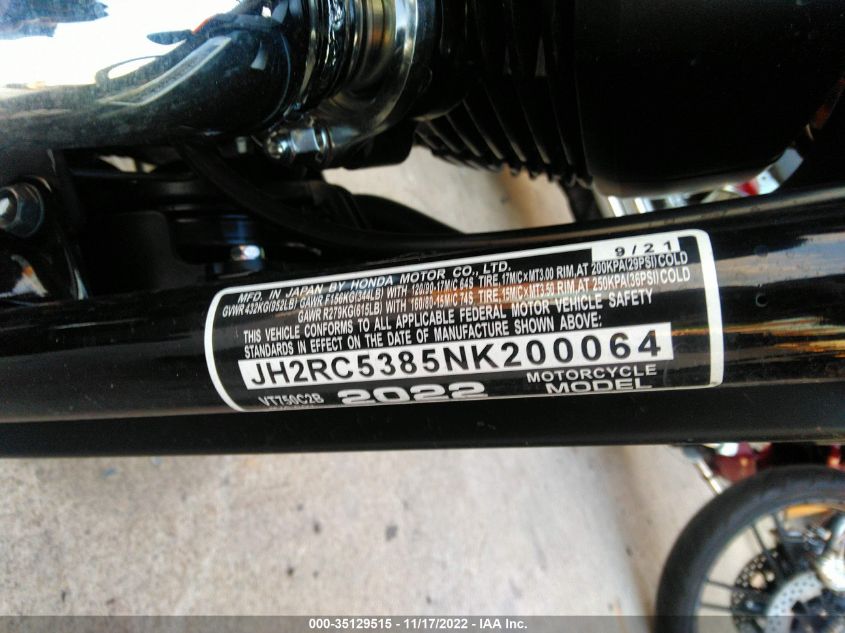 9/21
MFD. IN JAPAN BY HONDA MOTOR CO., LTD.
GVWR 432KG(953LB) GAWR F156KG(344LB) WITH 120/90-17M/C 64S TIRE, 17M/C×MT3.00 RIM, AT 200KPA(29PSI) COLD
GAWR R279KG(615LB) WITH 160/80-15M/C 74S TIRE, 15M/C×MT3.50 RIM, AT 250KPA(36PSI) COLD
THIS VEHICLE CONFORMS TO ALL APPLICABLE FEDERAL MOTOR VEHICLE SAFETY
STANDARDS IN EFFECT ON THE DATE OF MANUFACTURE SHOWN ABOVE:
JH2RC5385NK200064
VT750C2B 2022 MOTORCYCLE
MODEL
000-35129515 - 11/17/2022 - IAA Inc.